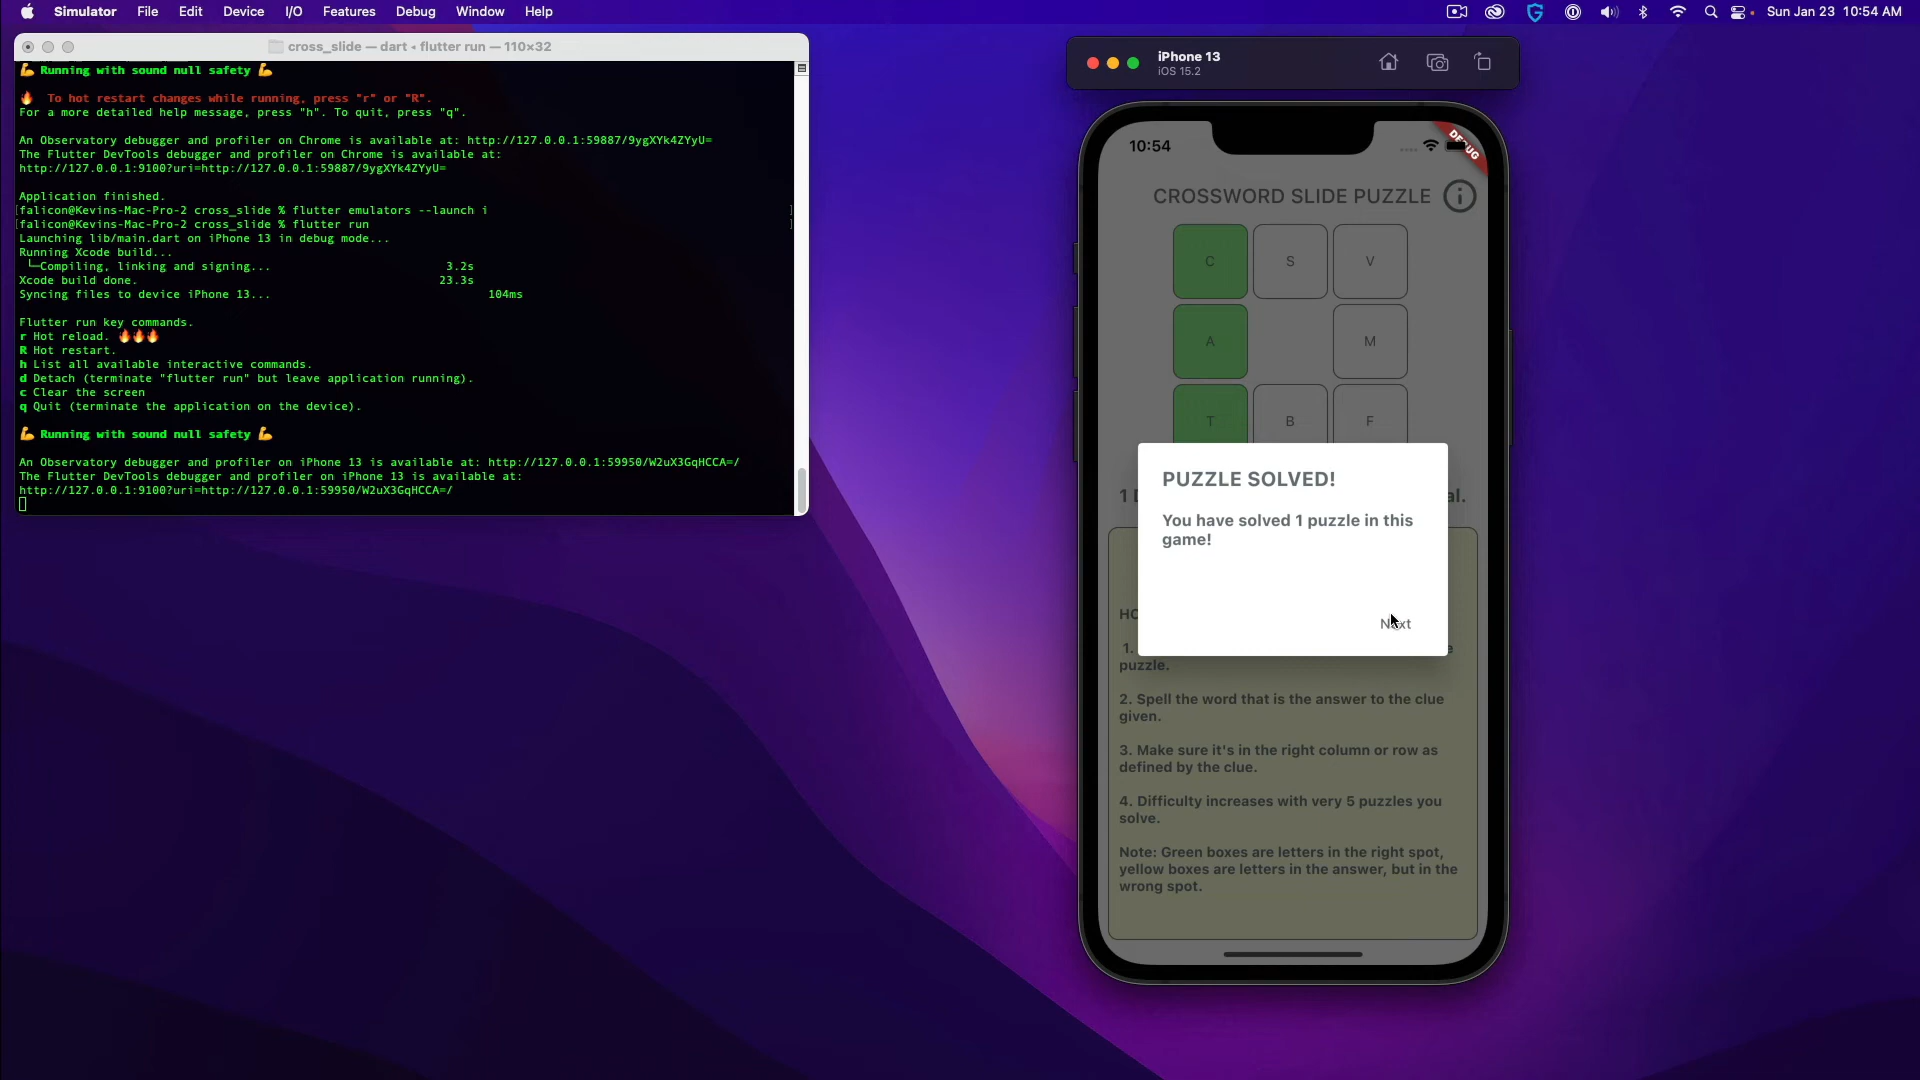 Simulator File Edit Device I/O Features Debug Window Help
Sun Jan 23 10:54 AM
cross_slide — dart ◂ flutter run — 110×32
💪 Running with sound null safety 💪
🔥 To hot restart changes while running, press "r" or "R".
For a more detailed help message, press "h". To quit, press "q".
An Observatory debugger and profiler on Chrome is available at: http://127.0.0.1:59887/9ygXYk4ZYyU=
The Flutter DevTools debugger and profiler on Chrome is available at:
http://127.0.0.1:9100?uri=http://127.0.0.1:59887/9ygXYk4ZYyU=
Application finished.
[falicon@Kevins-Mac-Pro-2 cross_slide % flutter emulators --launch i ]
[falicon@Kevins-Mac-Pro-2 cross_slide % flutter run ]
Launching lib/main.dart on iPhone 13 in debug mode...
Running Xcode build...
└─Compiling, linking and signing... 3.2s
Xcode build done. 23.3s
Syncing files to device iPhone 13... 104ms
Flutter run key commands.
r Hot reload. 🔥🔥🔥
R Hot restart.
h List all available interactive commands.
d Detach (terminate "flutter run" but leave application running).
c Clear the screen
q Quit (terminate the application on the device).
💪 Running with sound null safety 💪
An Observatory debugger and profiler on iPhone 13 is available at: http://127.0.0.1:59950/W2uX3GqHCCA=/
The Flutter DevTools debugger and profiler on iPhone 13 is available at:
http://127.0.0.1:9100?uri=http://127.0.0.1:59950/W2uX3GqHCCA=/
iPhone 13
iOS 15.2
10:54
DEBUG
CROSSWORD SLIDE PUZZLE
C S V
A M
T B F
1 al.
PUZZLE SOLVED!
You have solved 1 puzzle in this
game!
Next
HO
1. e
puzzle.
2. Spell the word that is the answer to the clue
given.
3. Make sure it's in the right column or row as
defined by the clue.
4. Difficulty increases with very 5 puzzles you
solve.
Note: Green boxes are letters in the right spot,
yellow boxes are letters in the answer, but in the
wrong spot.